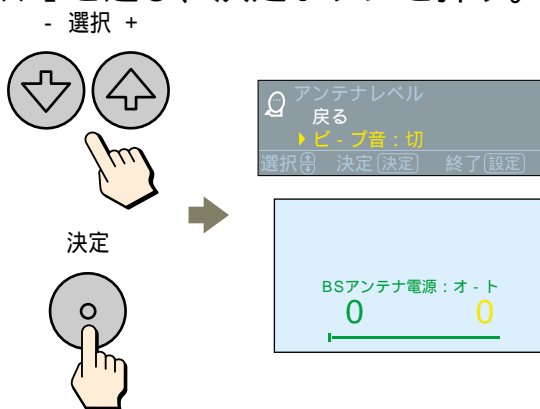 - 選択 +
アンテナレベル
戻る
ビ - プ音 : 切
選択 決定 決定 終了 設定
決定
BSアンテナ電源 : オ - ト
0 0